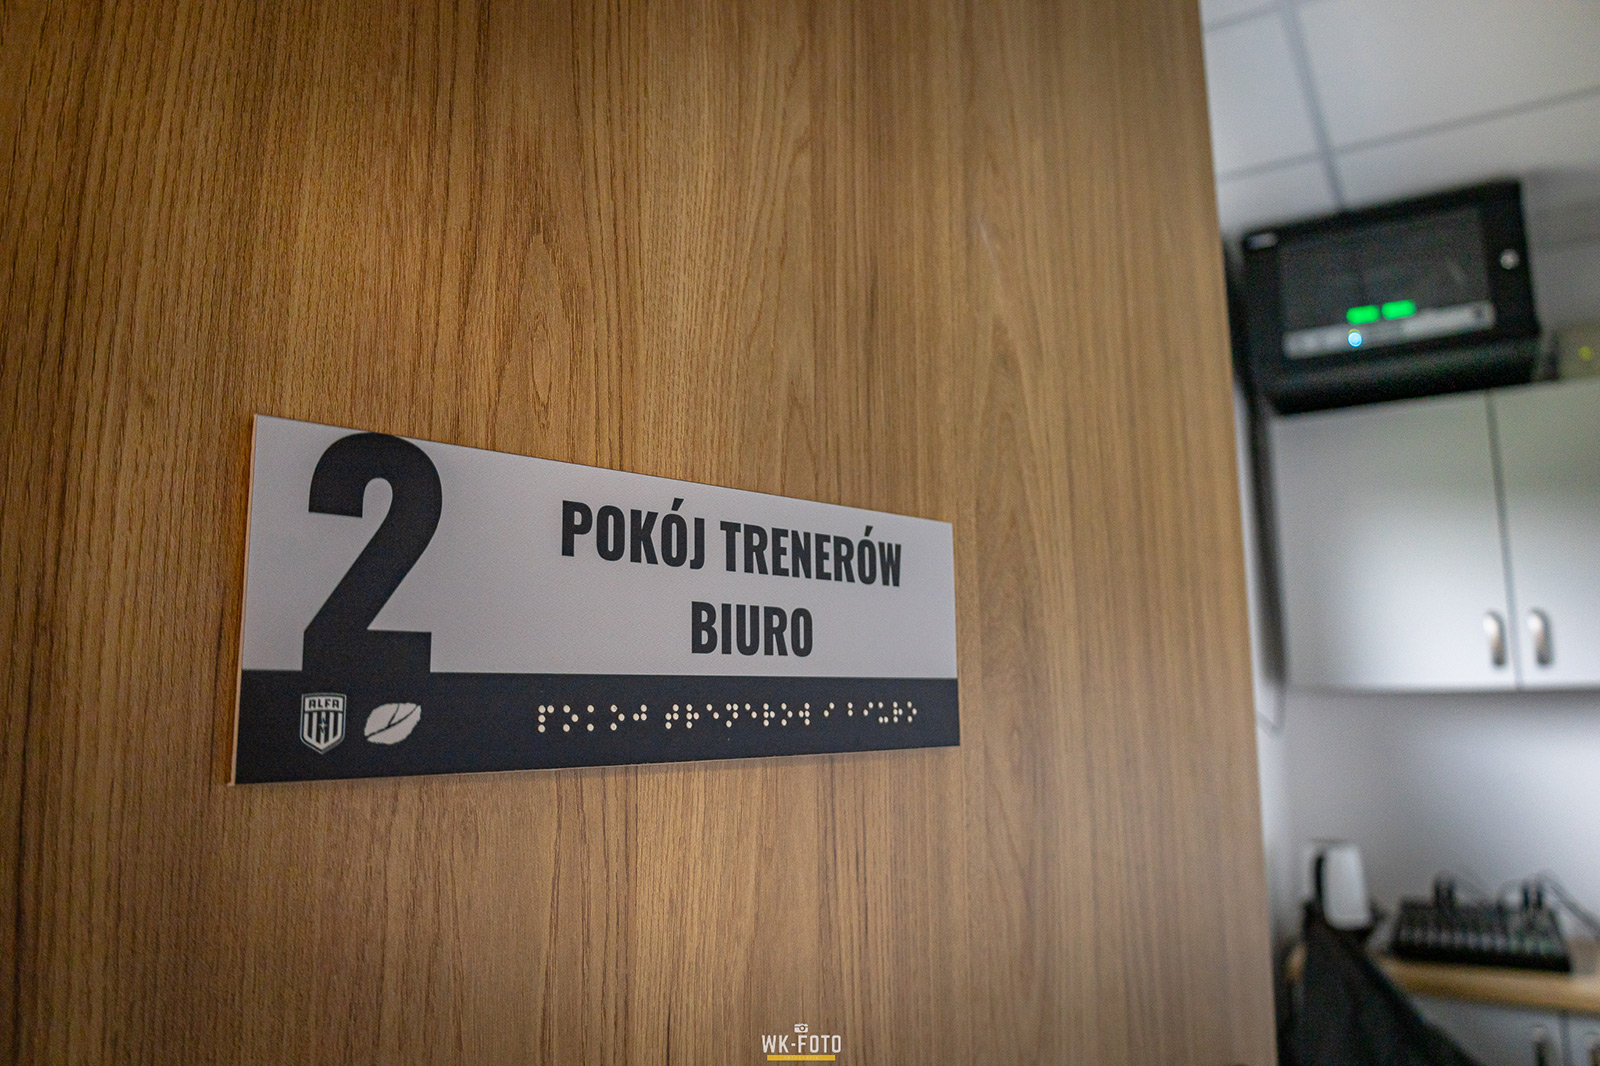 2
POKÓJ TRENERÓW
BIURO
ALFA
WK-FOTO